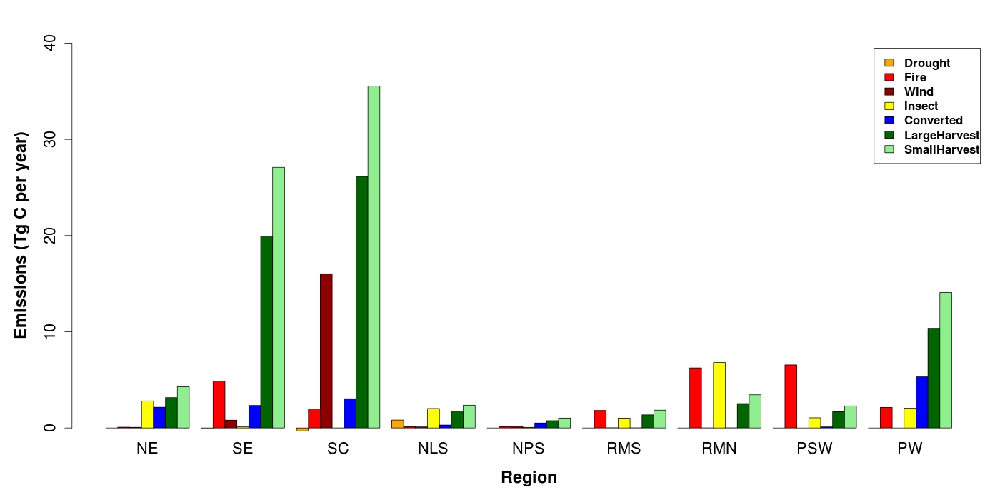 Emissions (Tg C per year)
40
30
20
10
0
Drought
Fire
Wind
Insect
Converted
LargeHarvest
SmallHarvest
NE SE SC NLS NPS RMS RMN PSW PW
Region